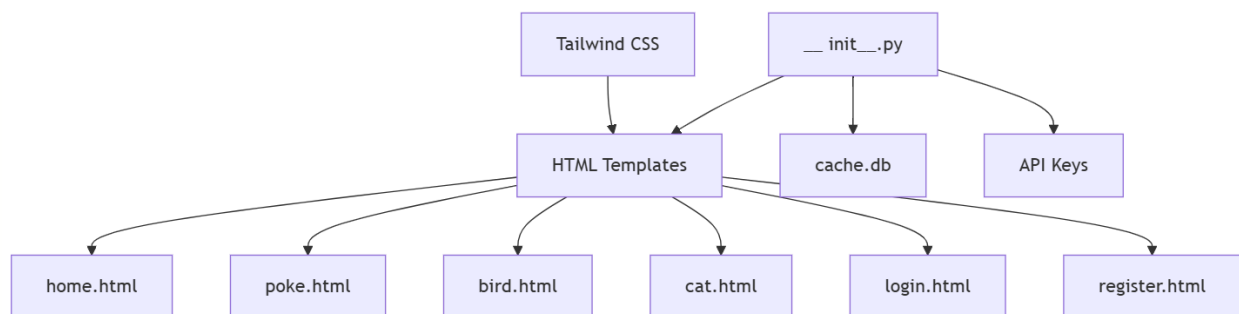 Tailwind CSS
__ init__.py
HTML Templates
cache.db
API Keys
home.html
poke.html
bird.html
cat.html
login.html
register.html